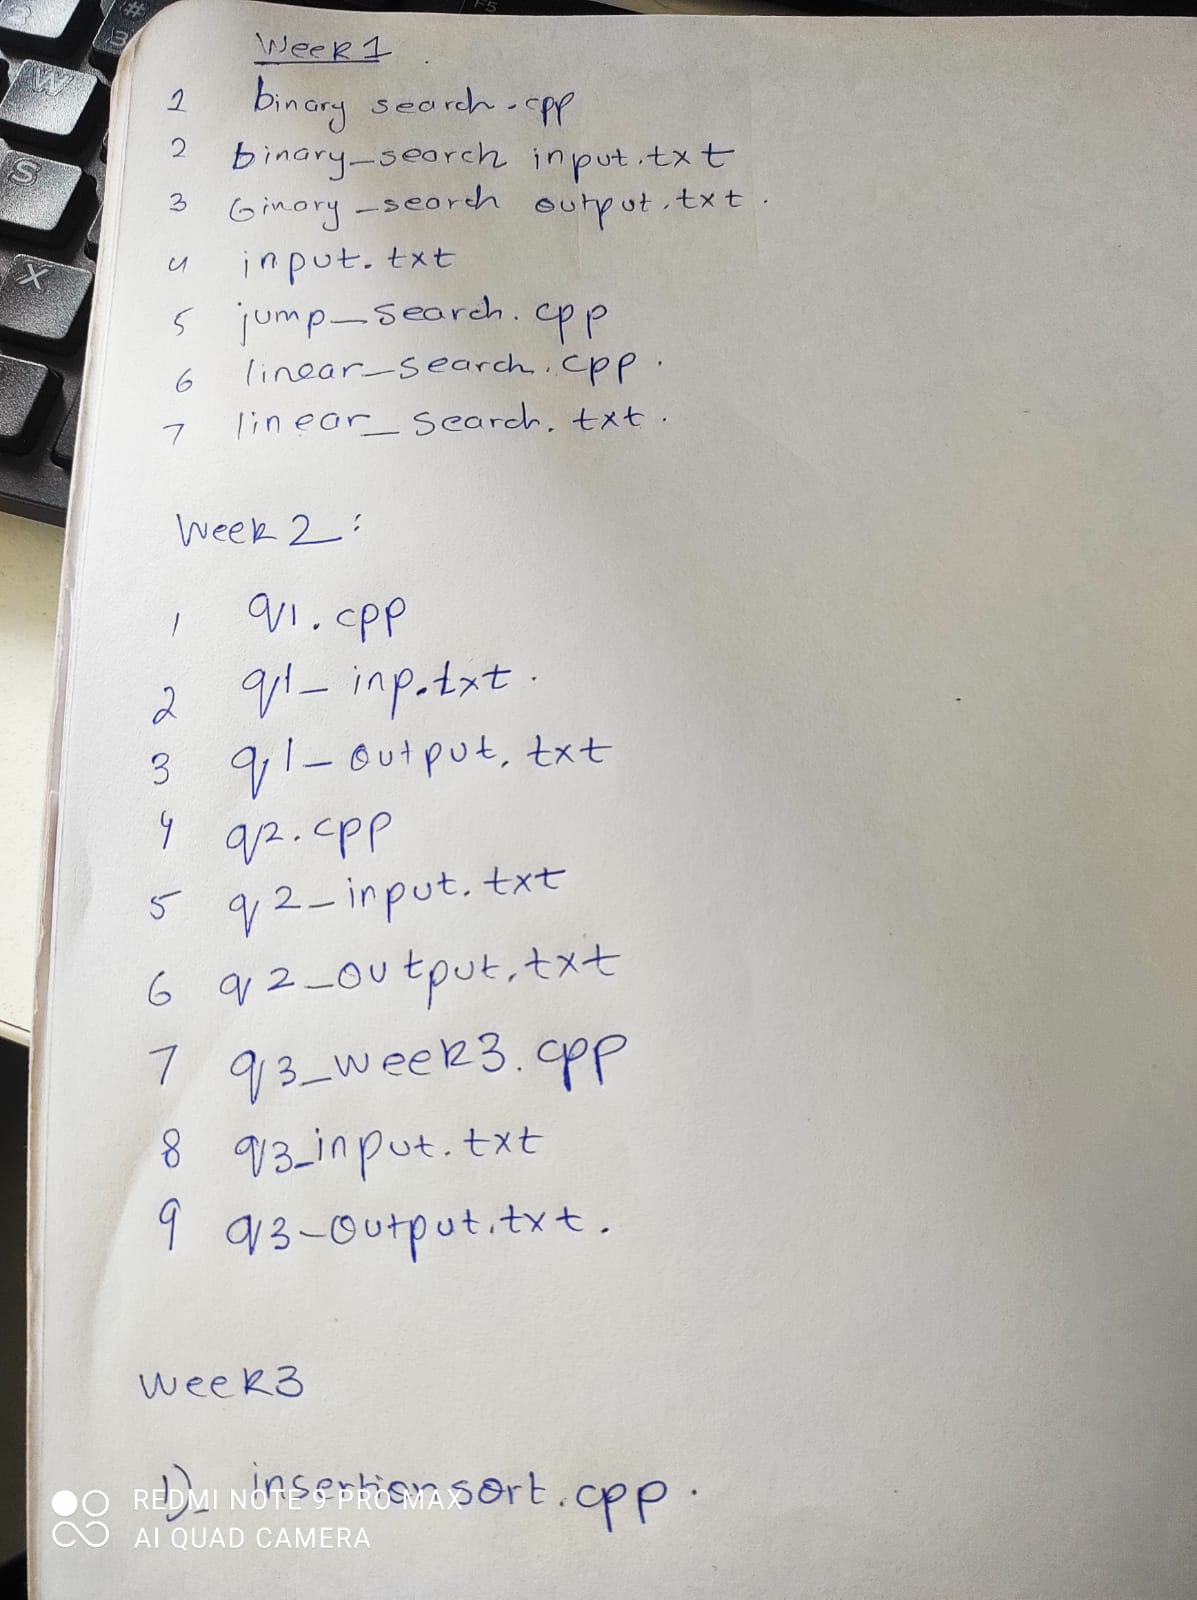 #
3
3
F5
W
S
X
Week1
1 binary search.cpp
2 binary_search input.txt
3 binary_search output.txt.
4 input.txt
5 jump_search.cpp
6 linear_search.cpp.
7 linear_search.txt.
Week 2:
1 q1.cpp
2 q1_inp.txt.
3 q1_output.txt
4 q2.cpp
5 q2_input.txt
6 q2_output.txt
7 q3_week3.cpp
8 q3_input.txt
9 q3_output.txt.
Week3
1) insertionsort.cpp.
REDMI NOTE 9 PRO MAX
AI QUAD CAMERA